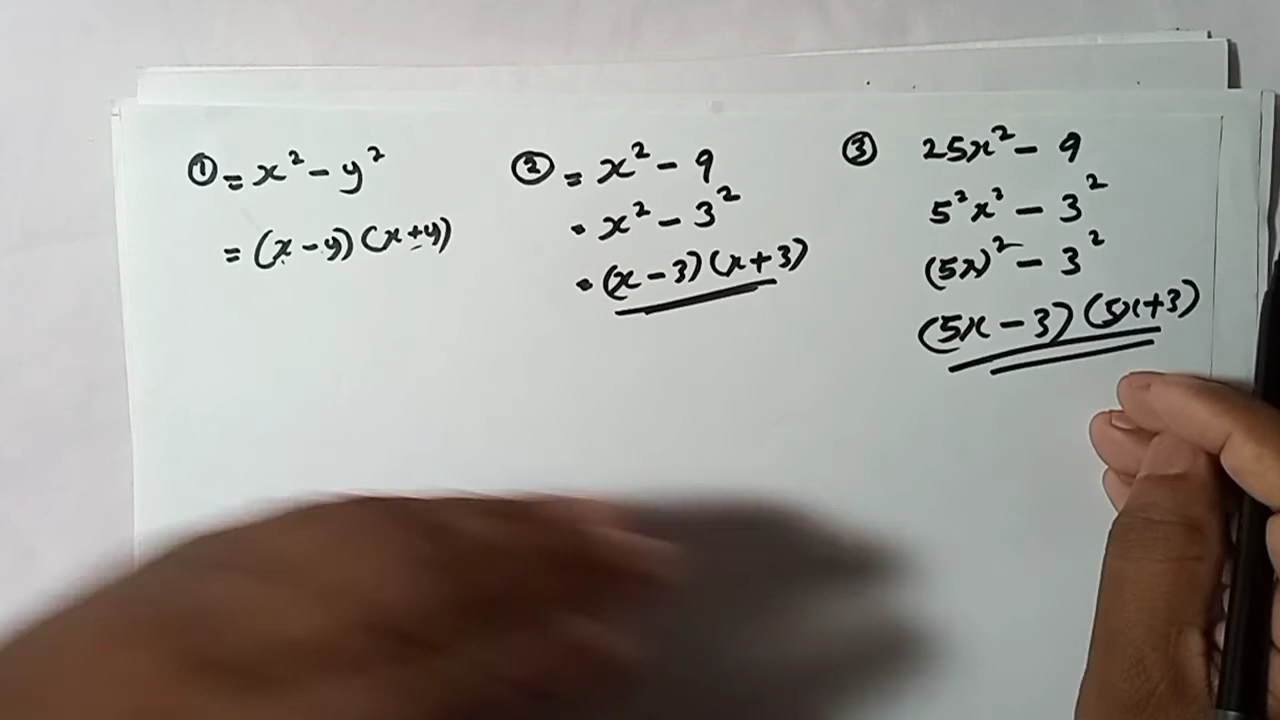 ① = x² - y²
= (x - y)(x + y)
② = x² - 9
= x² - 3²
= (x - 3)(x + 3)
③ 25x² - 9
5²x² - 3²
(5x)² - 3²
(5x - 3)(5x + 3)